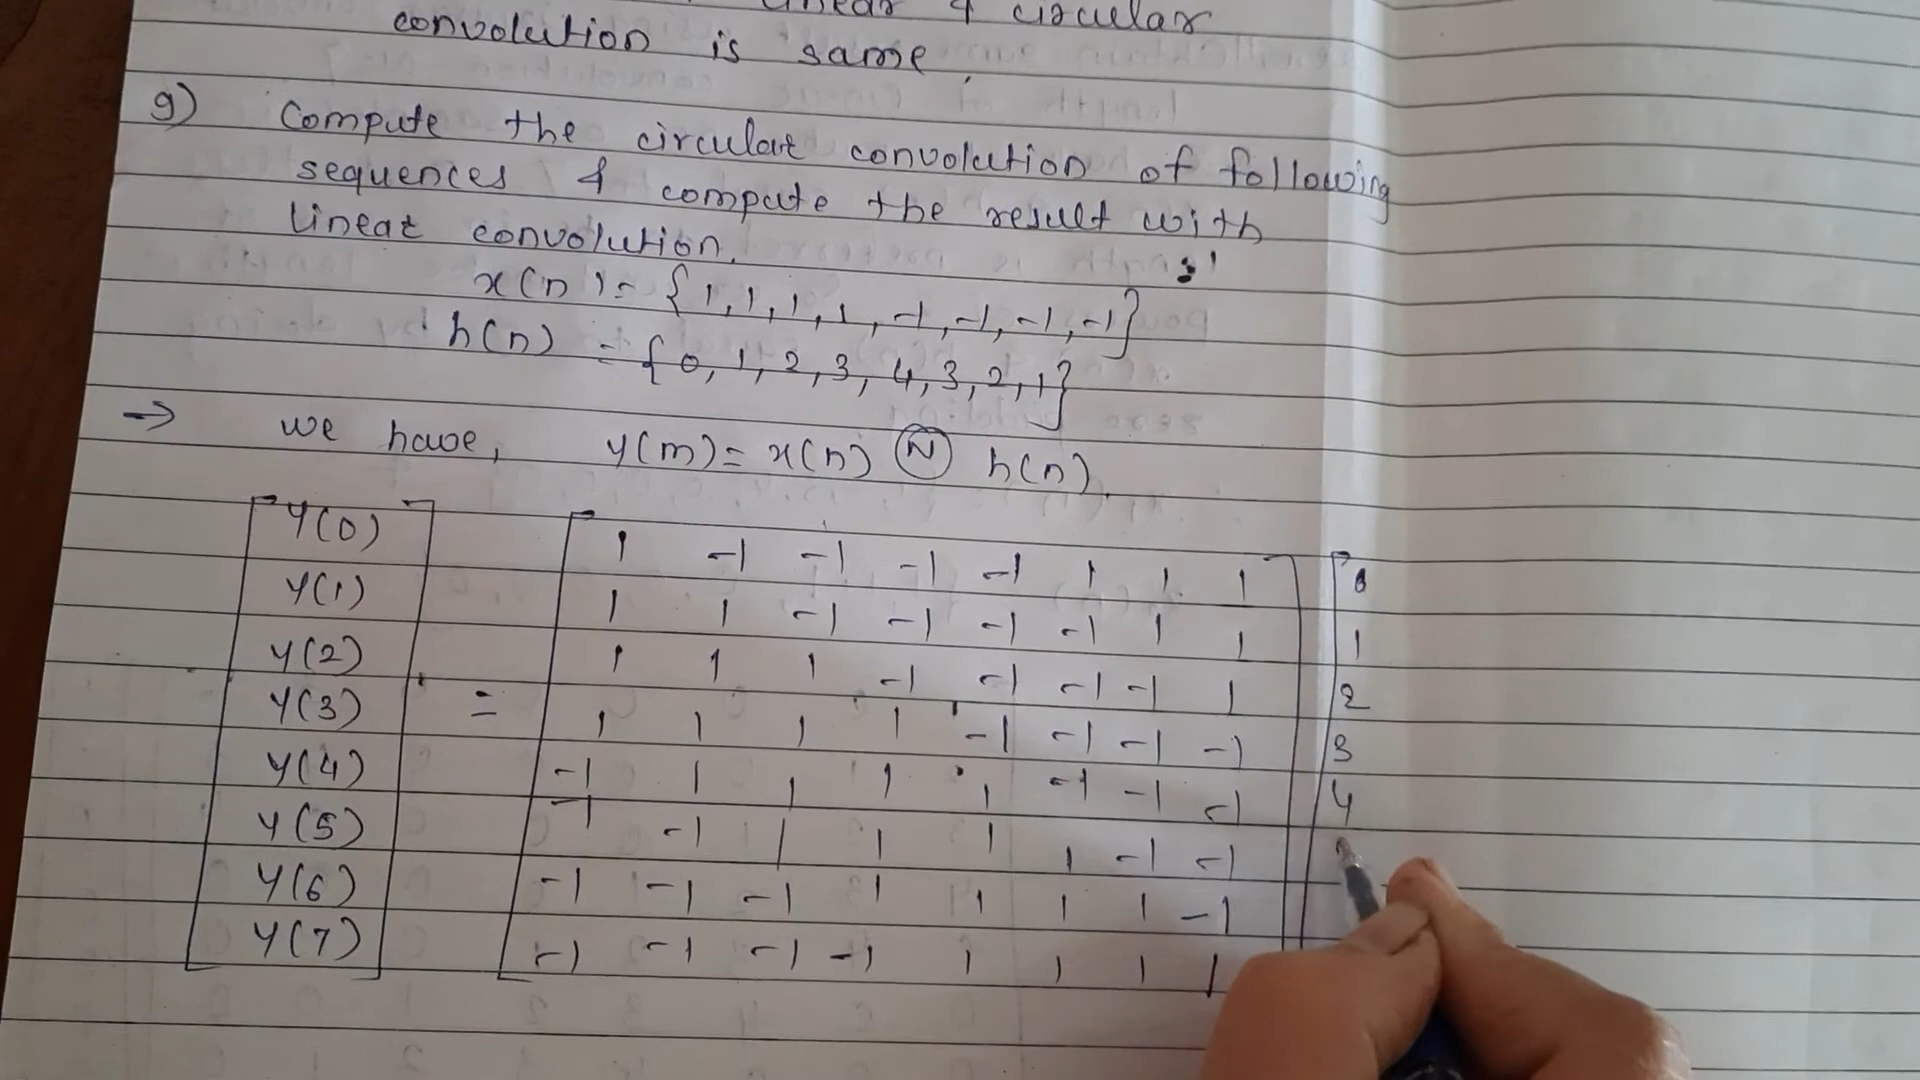 linear & circular
convolution is same.
9) Compute the circular convolution of following
sequences & compute the result with
linear convolution.
x(n) = {1, 1, 1, 1, -1, -1, -1, -1}
h(n) = {0, 1, 2, 3, 4, 3, 2, 1}
→ we have, y(m) = x(n) Ⓝ h(n).
y(0) 1 -1 -1 -1 -1 1 1 1 0
y(1) 1 1 -1 -1 -1 -1 1 1 1
y(2) 1 1 1 -1 -1 -1 -1 1 2
y(3) = 1 1 1 1 -1 -1 -1 -1 3
y(4) -1 1 1 1 1 -1 -1 -1 4
y(5) -1 -1 1 1 1 1 -1 -1
y(6) -1 -1 -1 1 1 1 1 -1
y(7) -1 -1 -1 -1 1 1 1 1